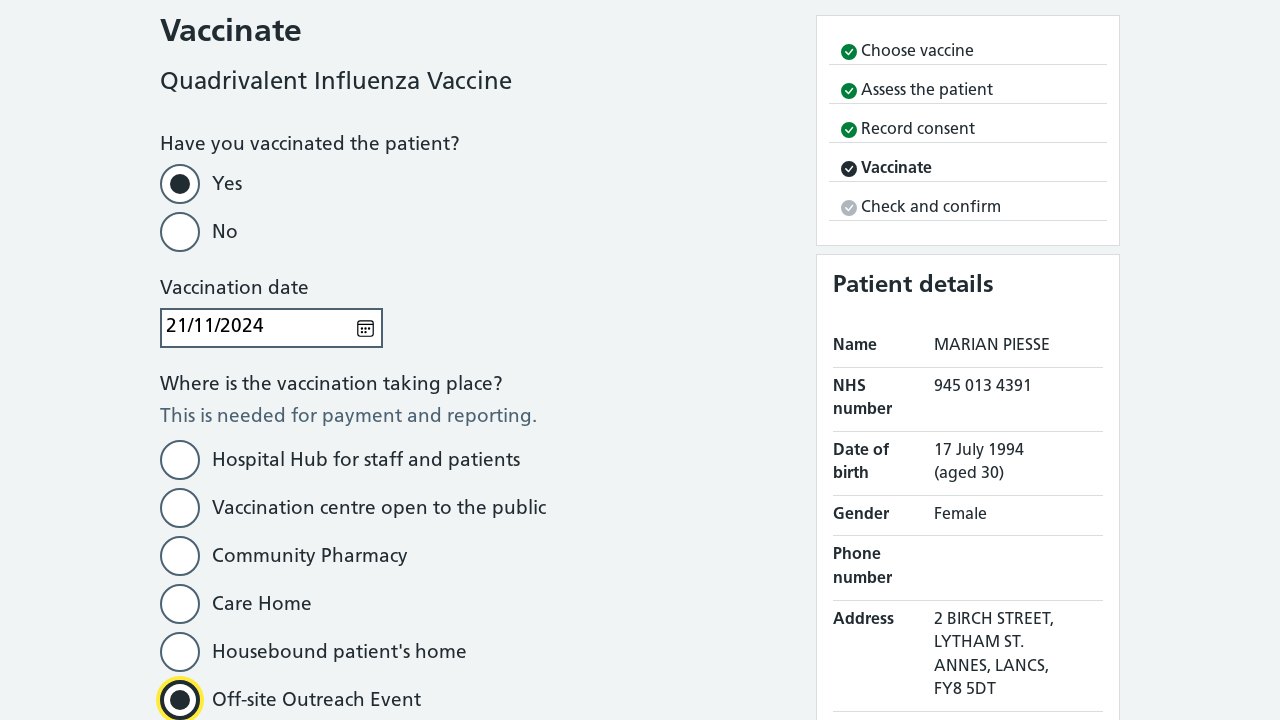 Vaccinate
Quadrivalent Influenza Vaccine
Have you vaccinated the patient?
Yes
No
Vaccination date
21/11/2024
Where is the vaccination taking place?
This is needed for payment and reporting.
Hospital Hub for staff and patients
Vaccination centre open to the public
Community Pharmacy
Care Home
Housebound patient's home
Off-site Outreach Event
Choose vaccine
Assess the patient
Record consent
Vaccinate
Check and confirm
Patient details
Name MARIAN PIESSE
NHS number 945 013 4391
Date of birth 17 July 1994 (aged 30)
Gender Female
Phone number
Address 2 BIRCH STREET,
LYTHAM ST.
ANNES, LANCS,
FY8 5DT